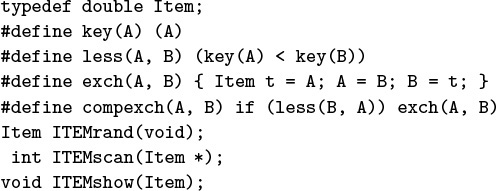 typedef double Item;
#define key(A) (A)
#define less(A, B) (key(A) < key(B))
#define exch(A, B) { Item t = A; A = B; B = t; }
#define compexch(A, B) if (less(B, A)) exch(A, B)
Item ITEMrand(void);
 int ITEMscan(Item *);
void ITEMshow(Item);